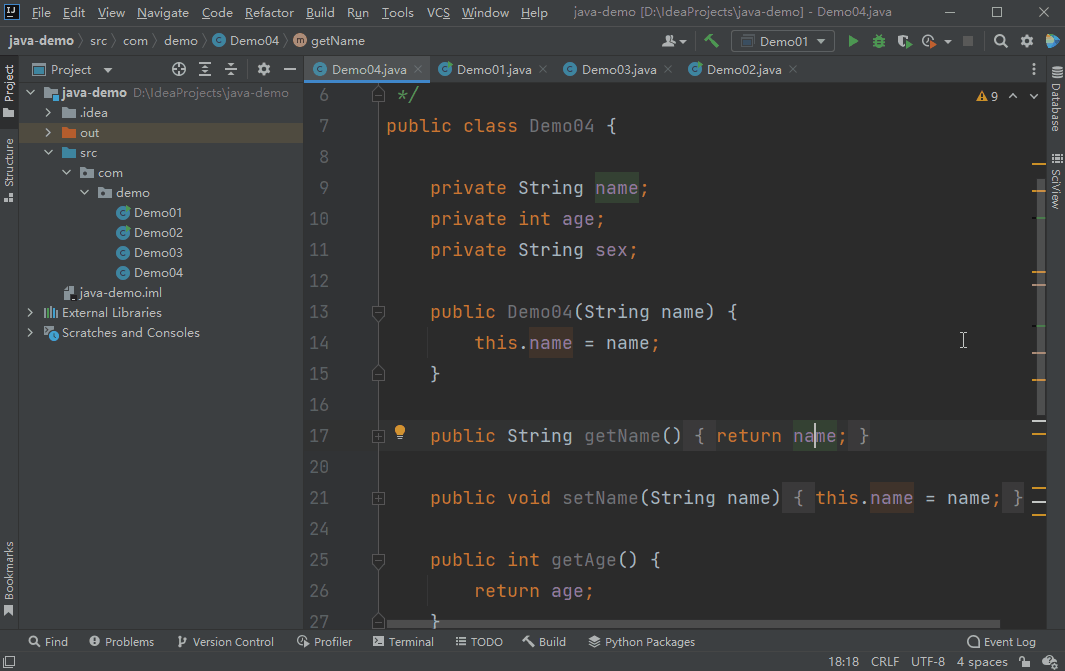 File Edit View Navigate Code Refactor Build Run Tools VCS Window Help java-demo [D:\IdeaProjects\java-demo] - Demo04.java
java-demo src com demo Demo04 getName Demo01
Project
Demo04.java Demo01.java Demo03.java Demo02.java
java-demo D:\IdeaProjects\java-demo
.idea
out
src
com
demo
Demo01
Demo02
Demo03
Demo04
java-demo.iml
External Libraries
Scratches and Consoles
Project
Structure
Bookmarks
9
6 */
7 public class Demo04 {
8
9 private String name;
10 private int age;
11 private String sex;
12
13 public Demo04(String name) {
14 this.name = name;
15 }
16
17 public String getName() { return name; }
20
21 public void setName(String name) { this.name = name; }
24
25 public int getAge() {
26 return age;
27 }
Database
SciView
Find Problems Version Control Profiler Terminal TODO Build Python Packages Event Log
18:18 CRLF UTF-8 4 spaces